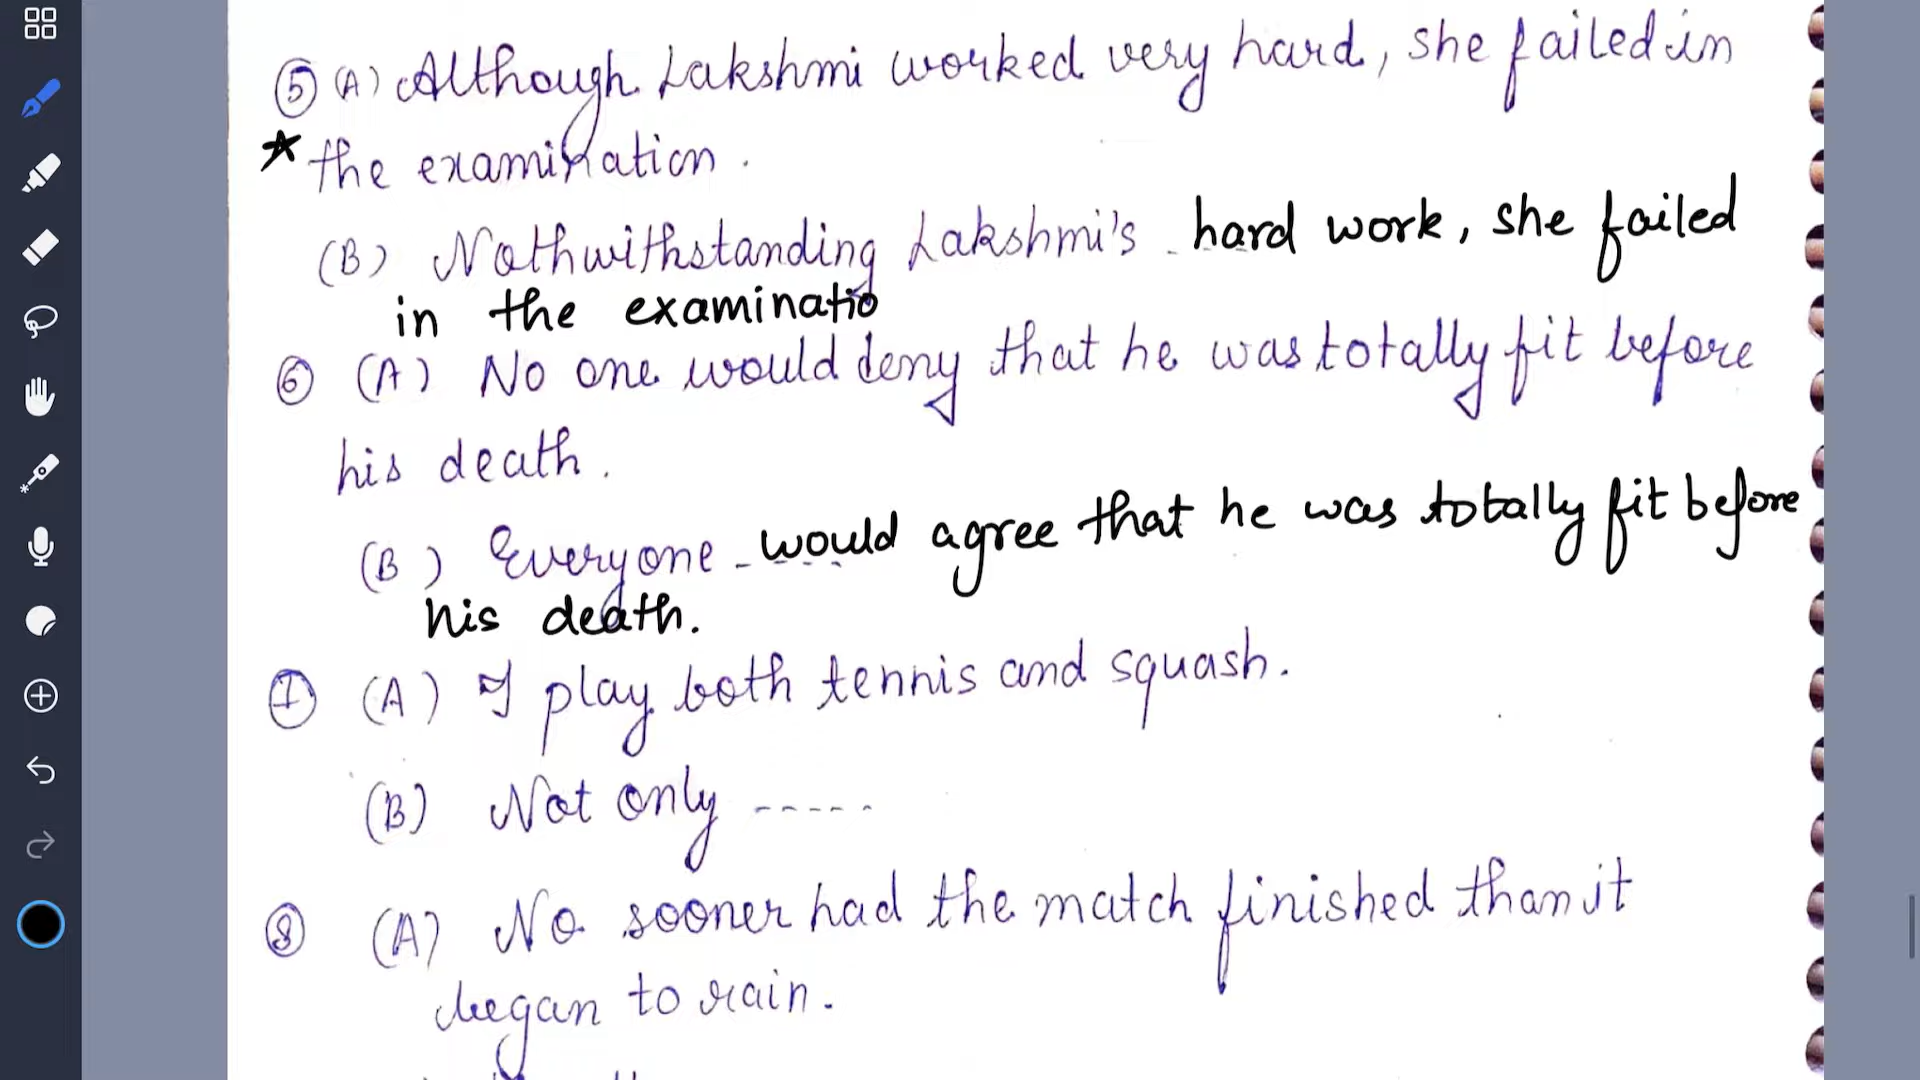 (5) (A) Although Lakshmi worked very hard, she failed in
* the examination.
(B) Nothwithstanding Lakshmi's hard work, she failed
in the examinatio
(6) (A) No one would deny that he was totally fit before
his death.
(B) Everyone would agree that he was totally fit before
his death.
(7) (A) I play both tennis and squash.
(B) Not only -----
(8) (A) No sooner had the match finished than it
began to rain.